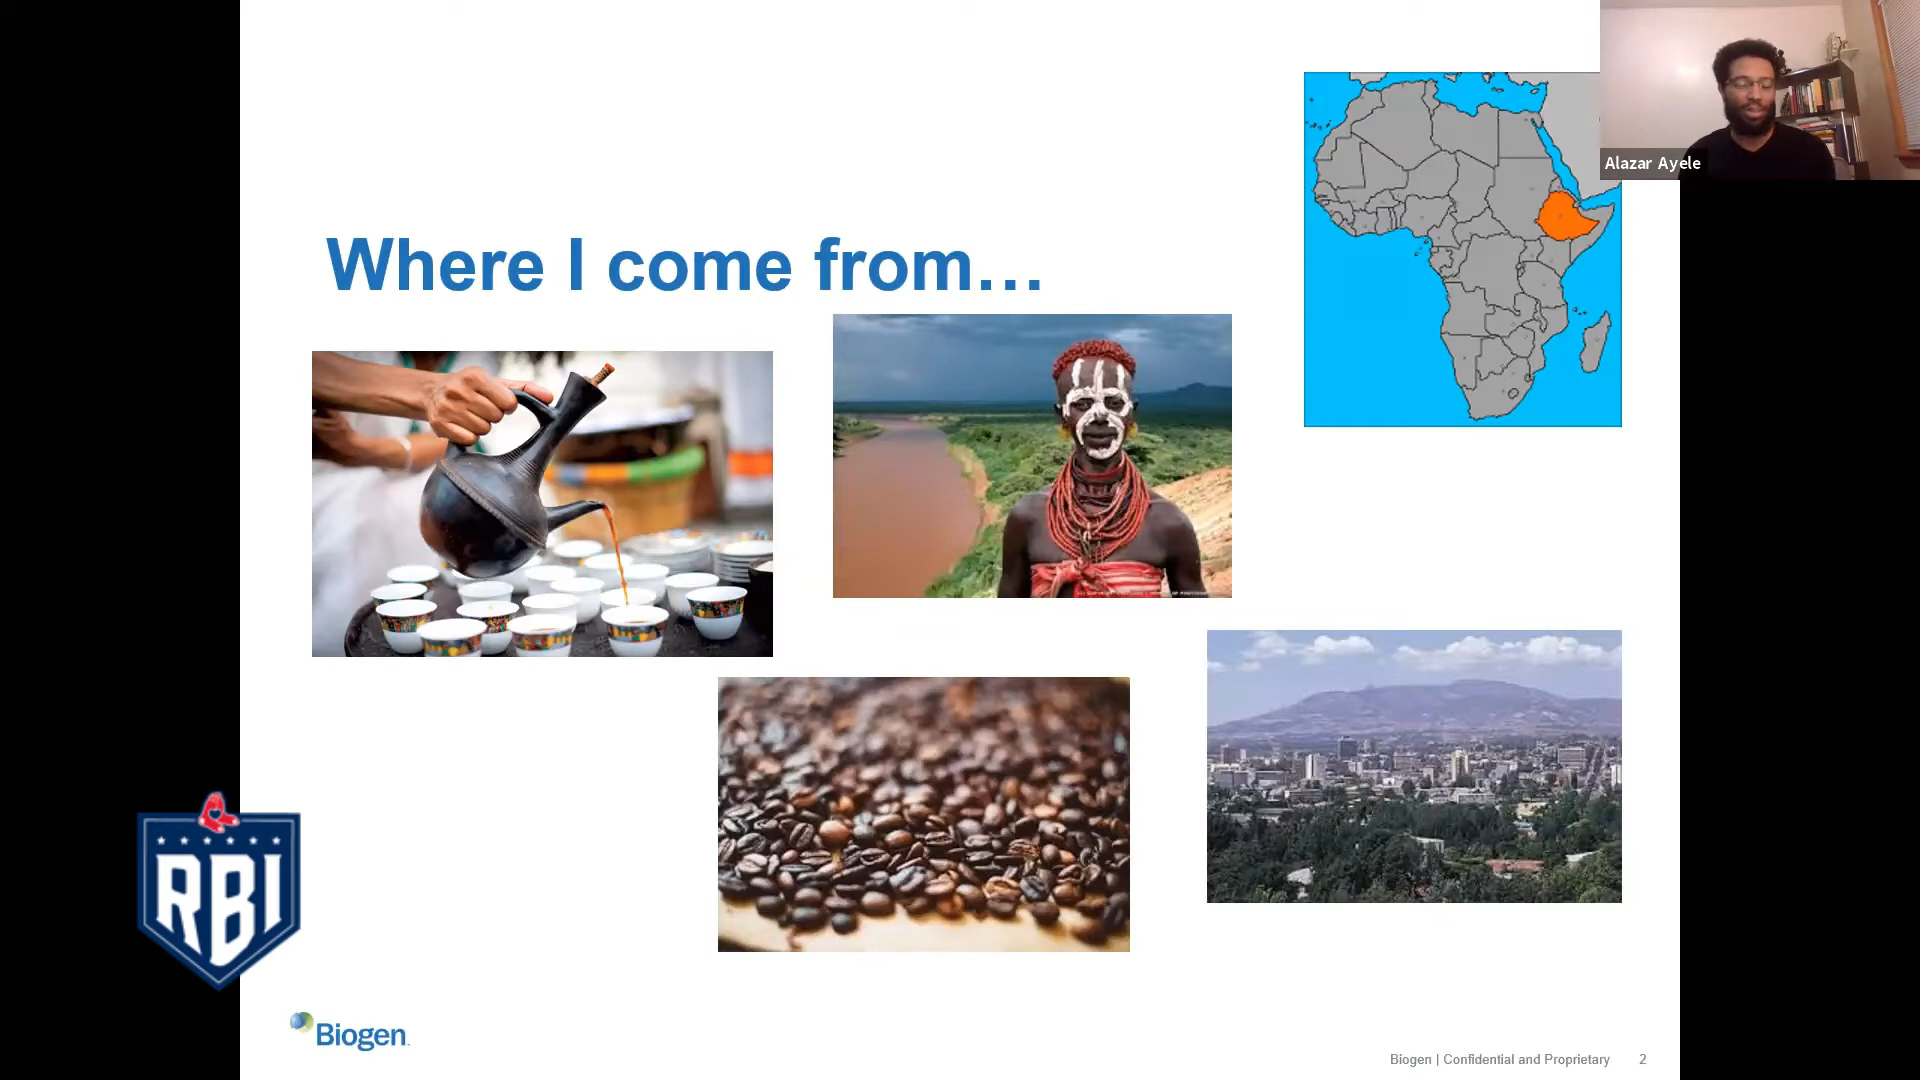 Alazar Ayele
Where I come from…
RBI
Biogen
Biogen | Confidential and Proprietary 2